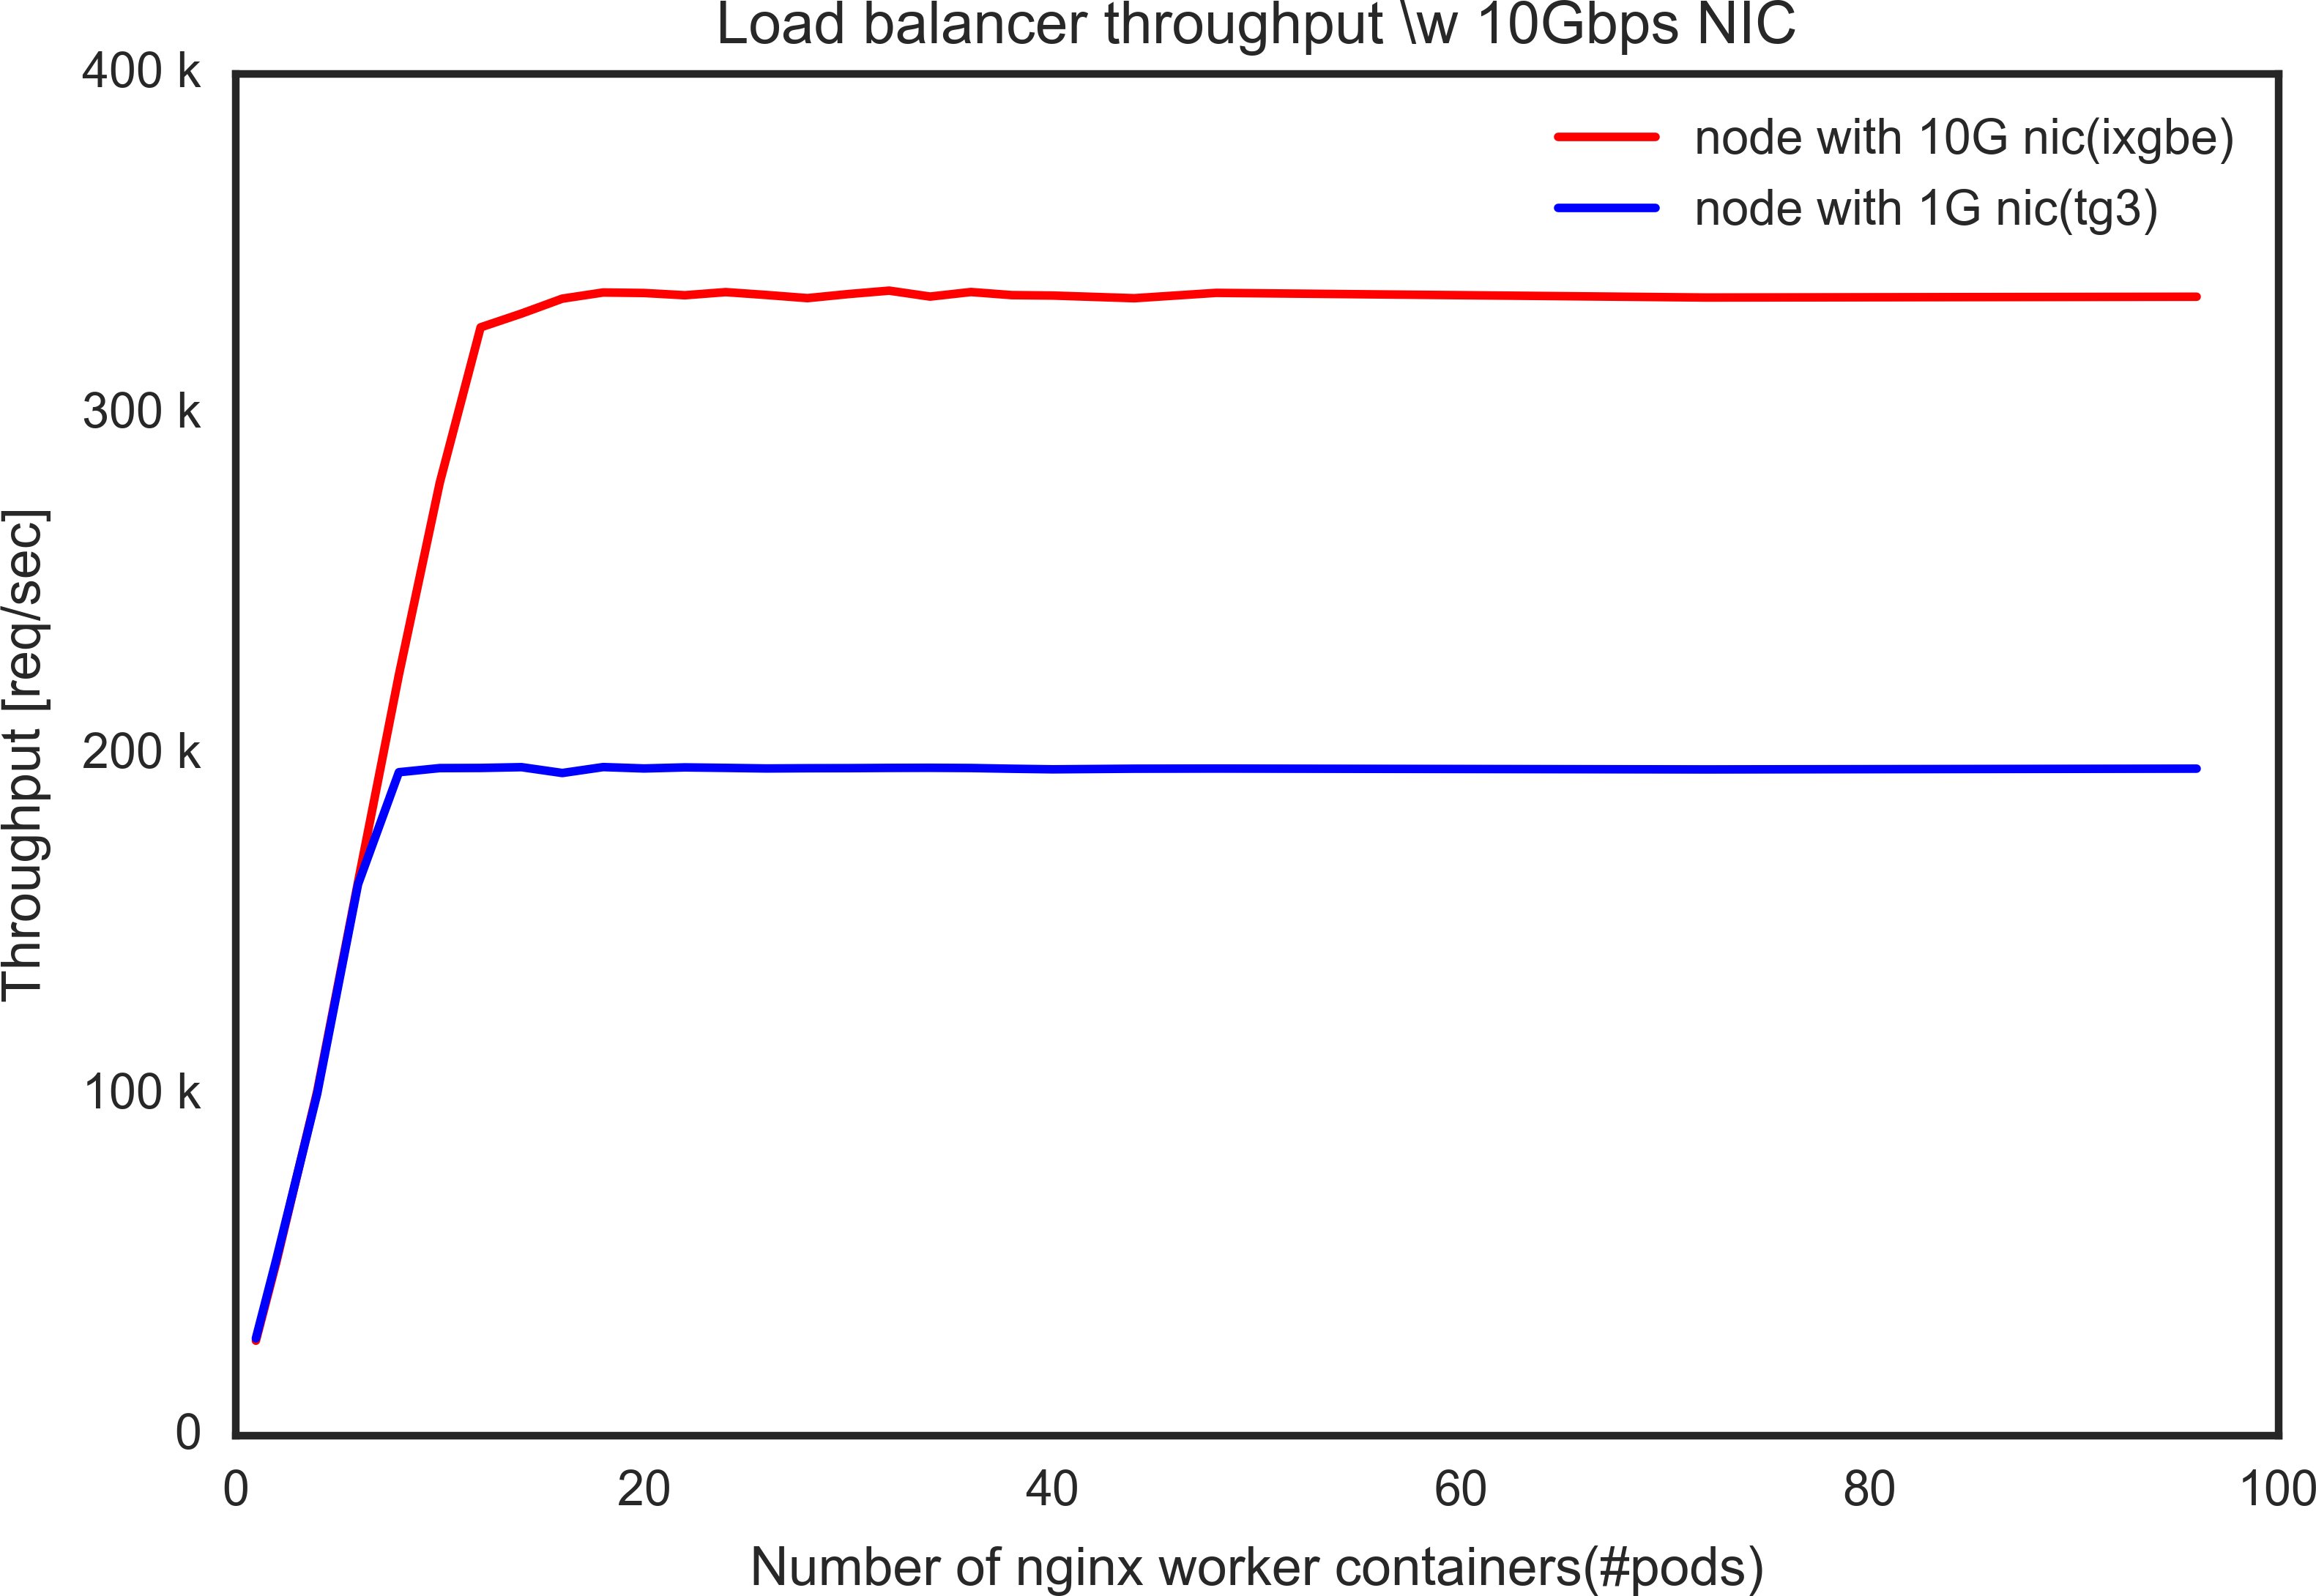 Load balancer throughput \w 10Gbps NIC
400 k
300 k
200 k
100 k
0
Throughput [req/sec]
node with 10G nic(ixgbe)
node with 1G nic(tg3)
0 20 40 60 80 100
Number of nginx worker containers(#pods)